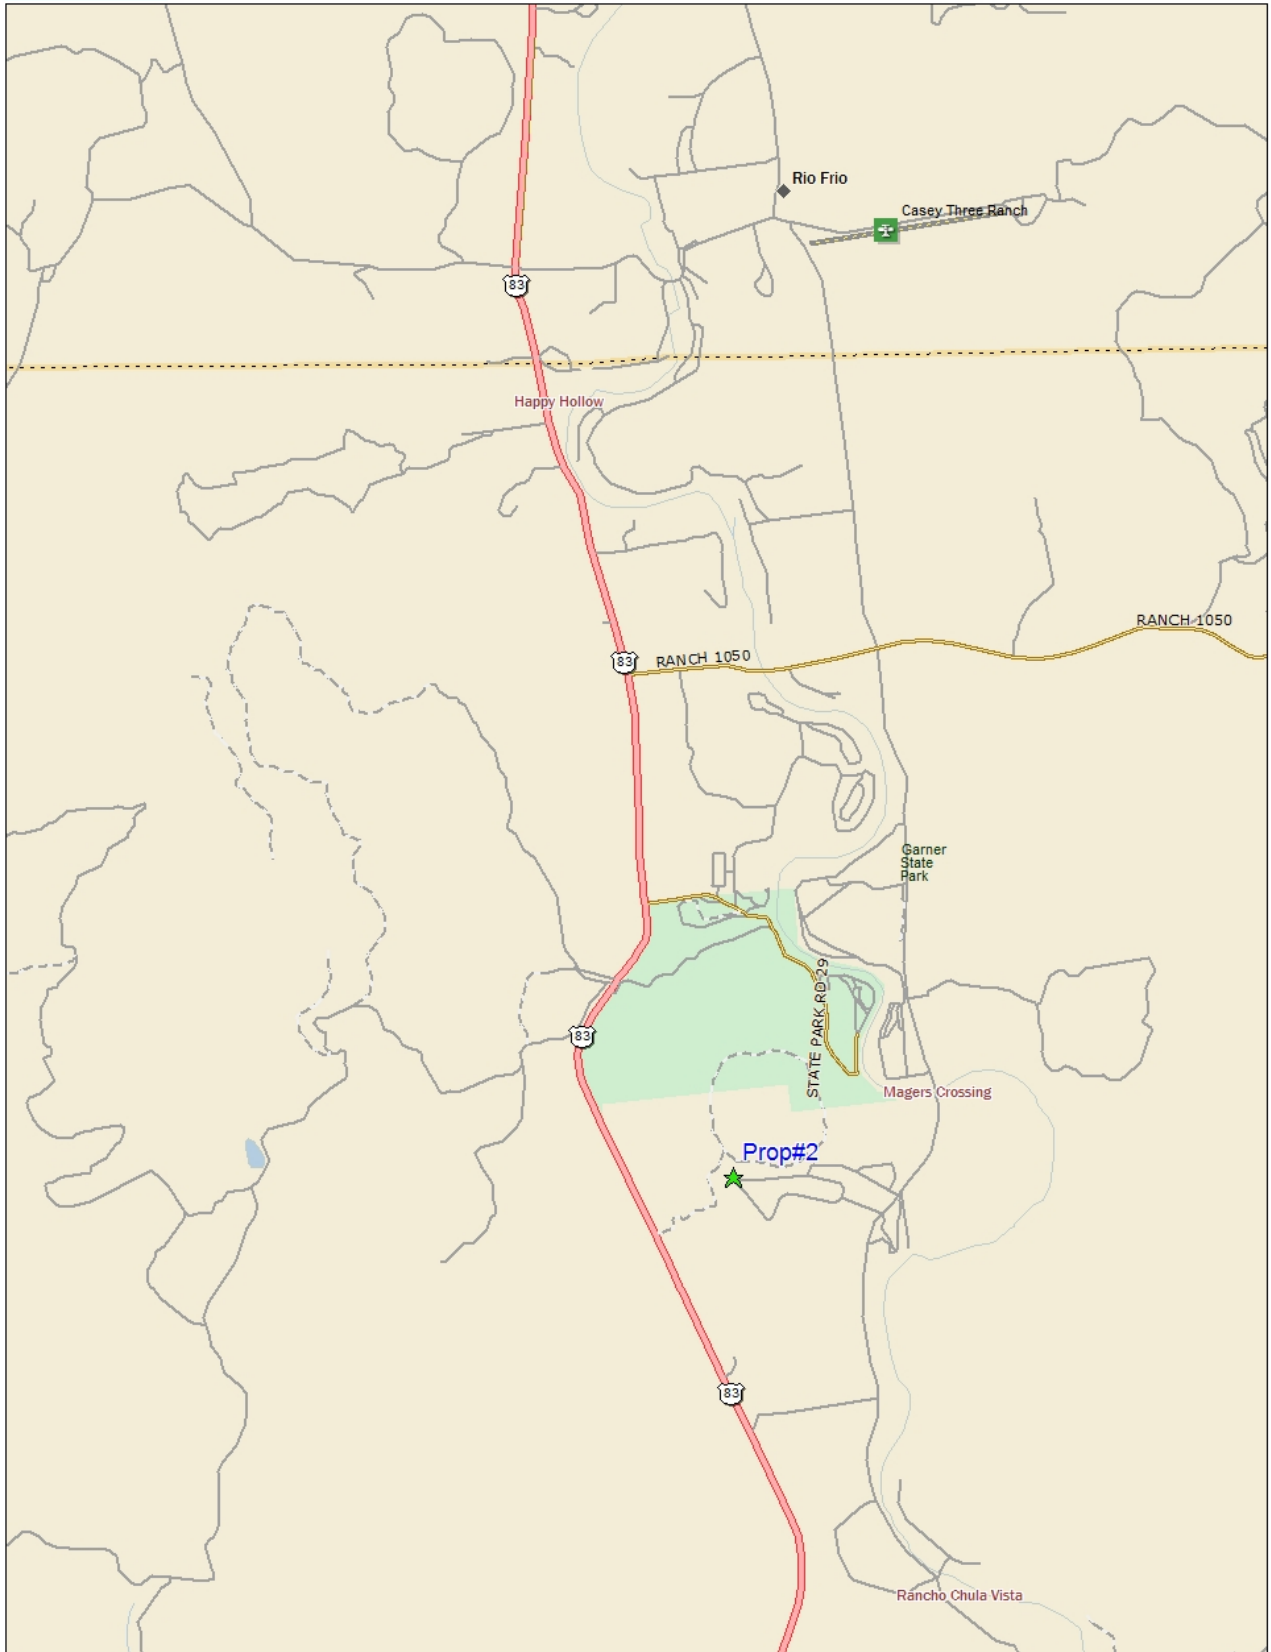 Rio Frio
Casey Three Ranch
83
Happy Hollow
RANCH 1050
83
RANCH 1050
Garner
State
Park
STATE PARK RD 29
83
Magers Crossing
Prop#2
83
Rancho Chula Vista